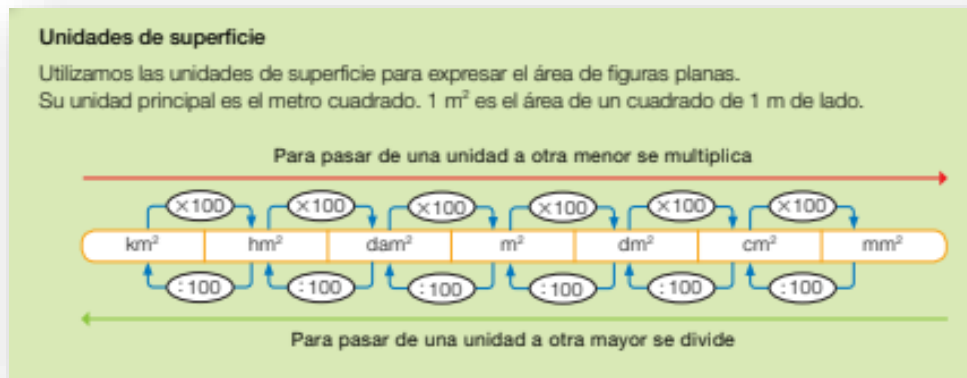 Unidades de superficie
Utilizamos las unidades de superficie para expresar el área de figuras planas.
Su unidad principal es el metro cuadrado. 1 m² es el área de un cuadrado de 1 m de lado.
Para pasar de una unidad a otra menor se multiplica
×100 ×100 ×100 ×100 ×100 ×100
km² hm² dam² m² dm² cm² mm²
:100 :100 :100 :100 :100 :100
Para pasar de una unidad a otra mayor se divide